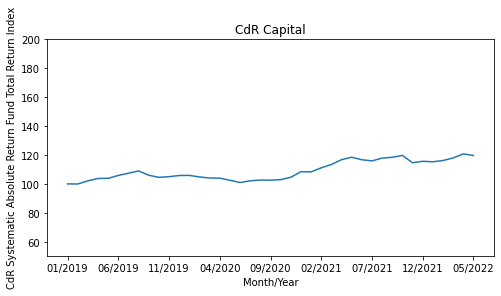 CdR Capital
CdR Systematic Absolute Return Fund Total Return Index
200
180
160
140
120
100
80
60
01/2019 06/2019 11/2019 04/2020 09/2020 02/2021 07/2021 12/2021 05/2022
Month/Year